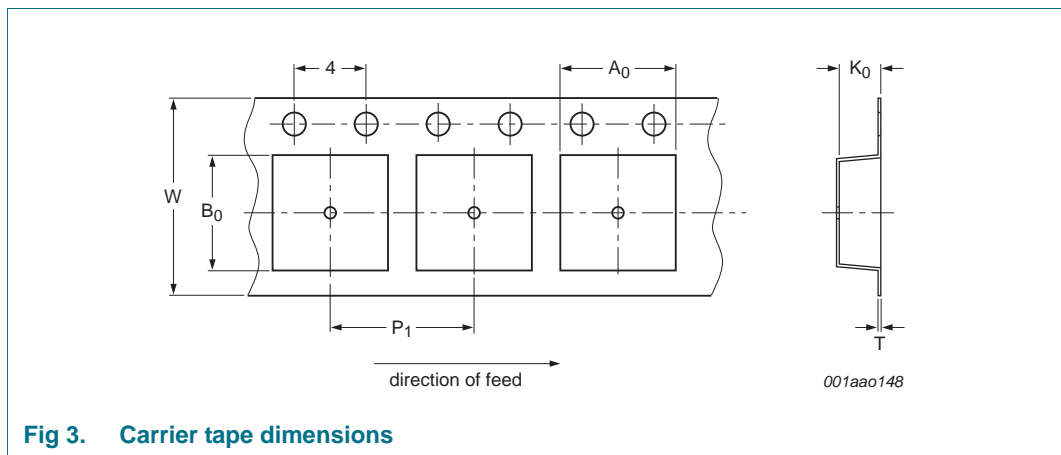 4
A0
K0
W
B0
P1
T
direction of feed
001aao148
Fig 3. Carrier tape dimensions